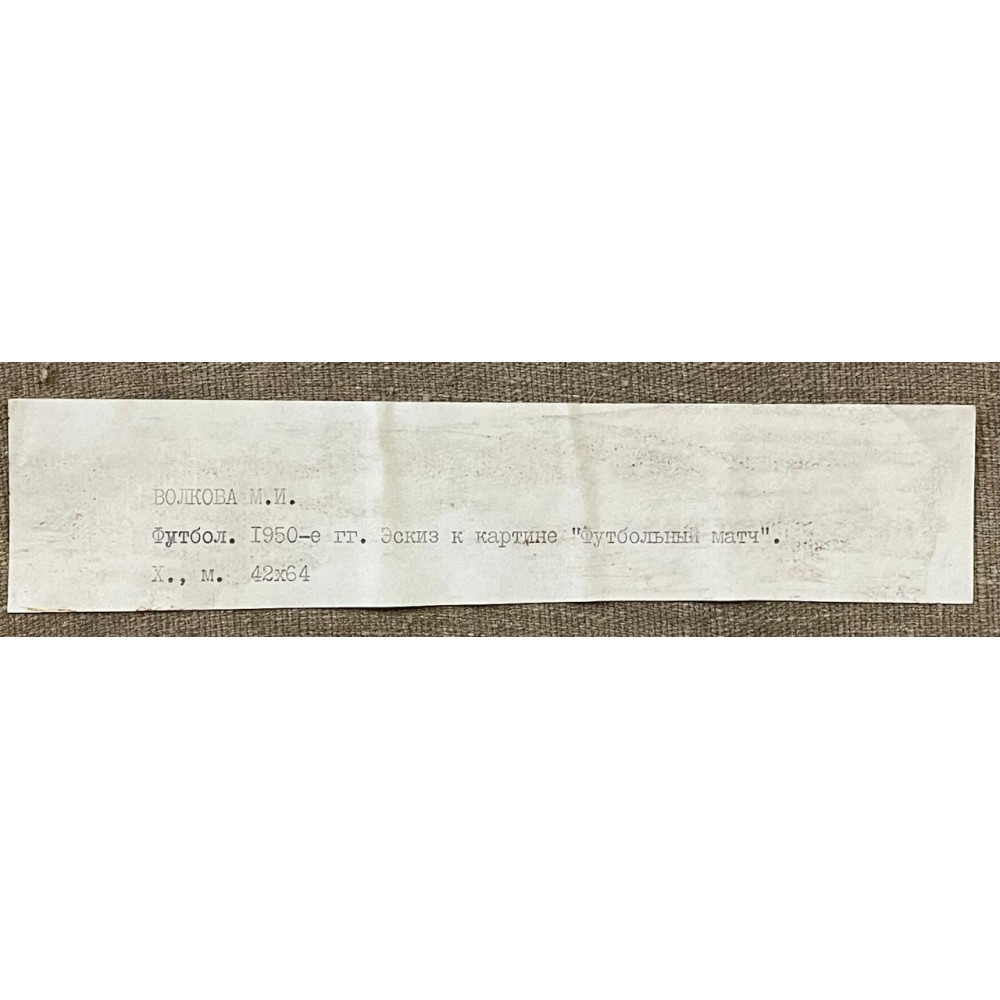 ВОЛКОВА М.И.
Футбол. I950-е гг. Эскиз к картине "Футбольный матч".
Х., м. 42х64